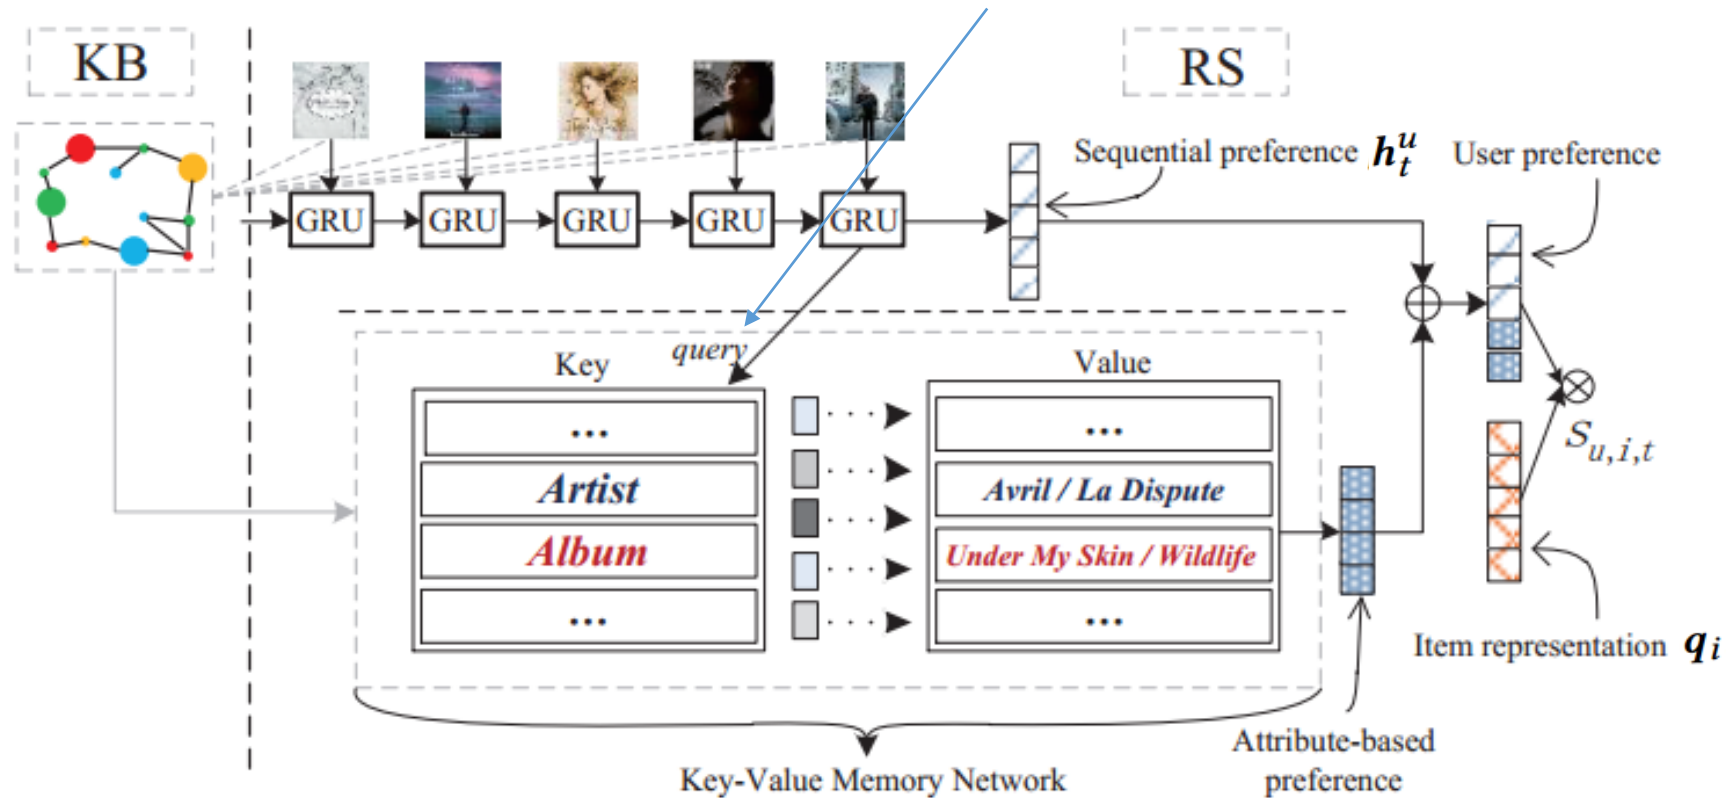 KB
RS
Sequential preference h_t^u
User preference
GRU GRU GRU GRU GRU
query
Key
Value
...
...
Artist
Avril / La Dispute
Album
Under My Skin / Wildlife
...
...
S_{u,i,t}
Item representation q_i
Attribute-based
preference
Key-Value Memory Network